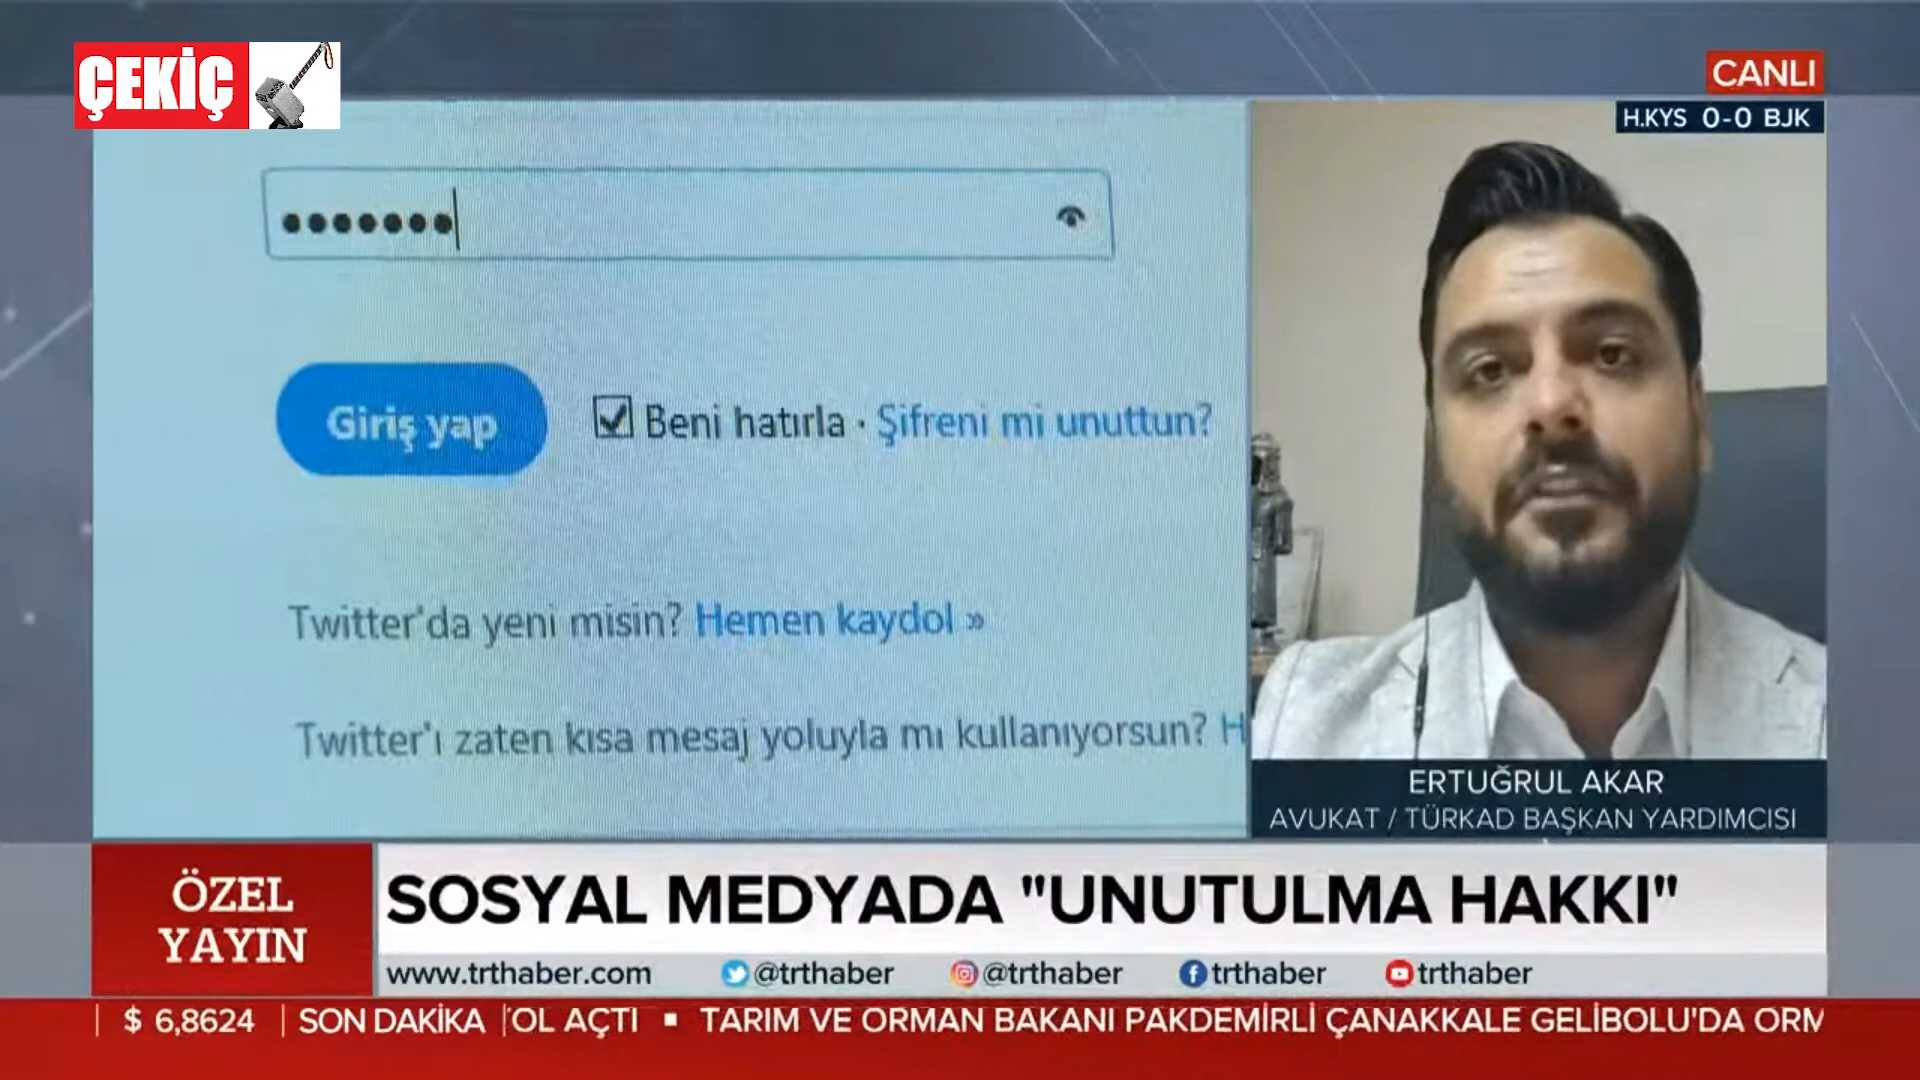 ÇEKİÇ
CANLI
H.KYS 0-0 BJK
Giriş yap
Beni hatırla · Şifreni mi unuttun?
Twitter'da yeni misin? Hemen kaydol »
Twitter'ı zaten kısa mesaj yoluyla mı kullanıyorsun? H
ERTUĞRUL AKAR
AVUKAT / TÜRKAD BAŞKAN YARDIMCISI
ÖZEL
YAYIN
SOSYAL MEDYADA "UNUTULMA HAKKI"
www.trthaber.com @trthaber @trthaber trthaber trthaber
$ 6,8624 SON DAKİKA OL AÇTI ▪ TARIM VE ORMAN BAKANI PAKDEMİRLİ ÇANAKKALE GELİBOLU'DA ORM